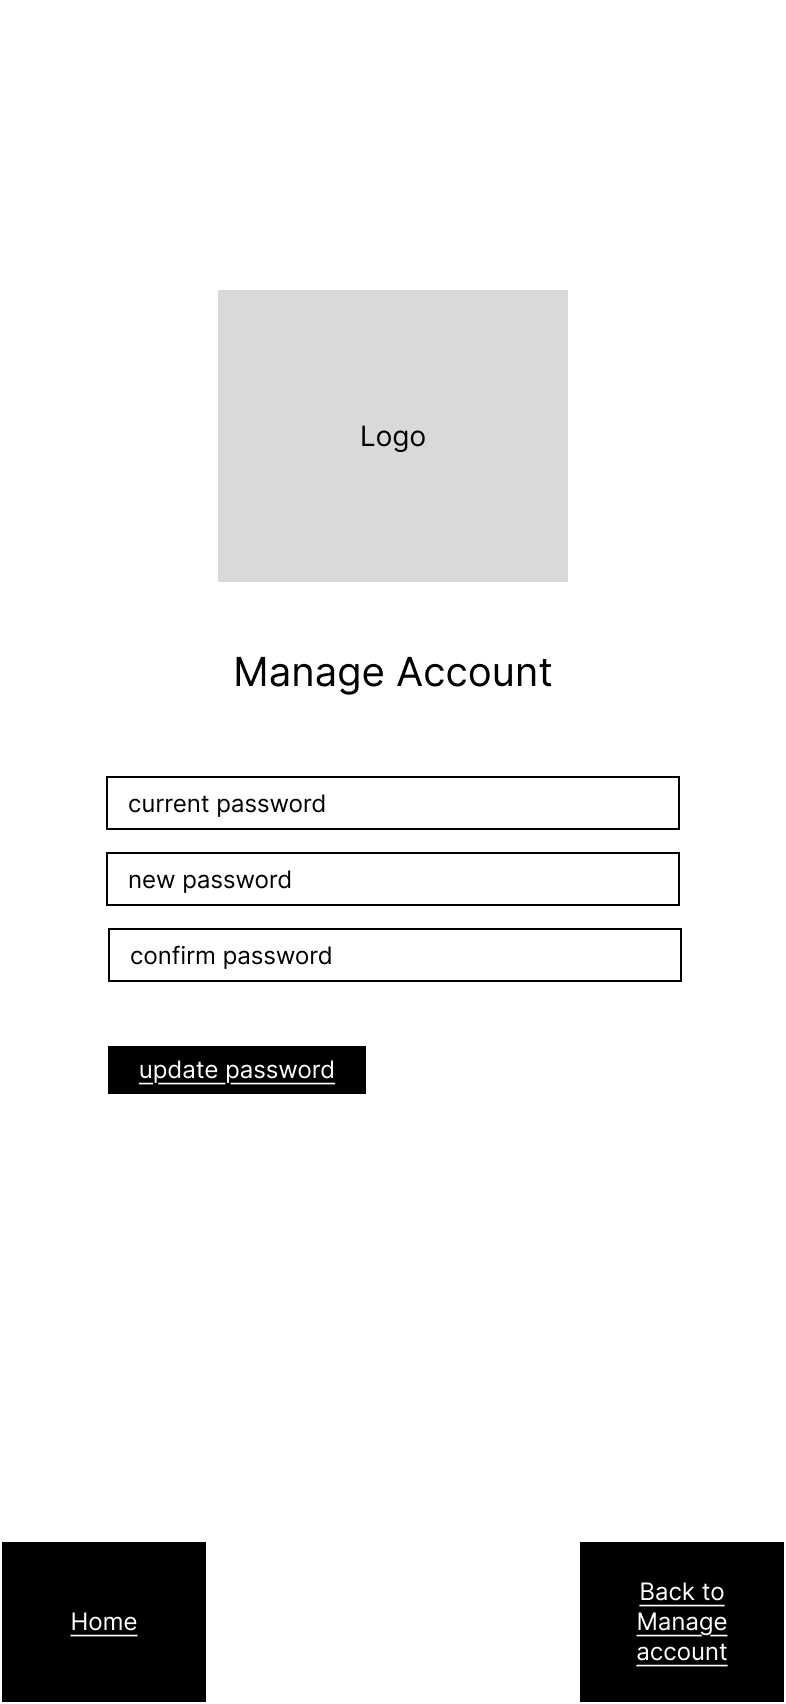 Logo
Manage Account
current password
new password
confirm password
update password
Home
Back to
Manage
account